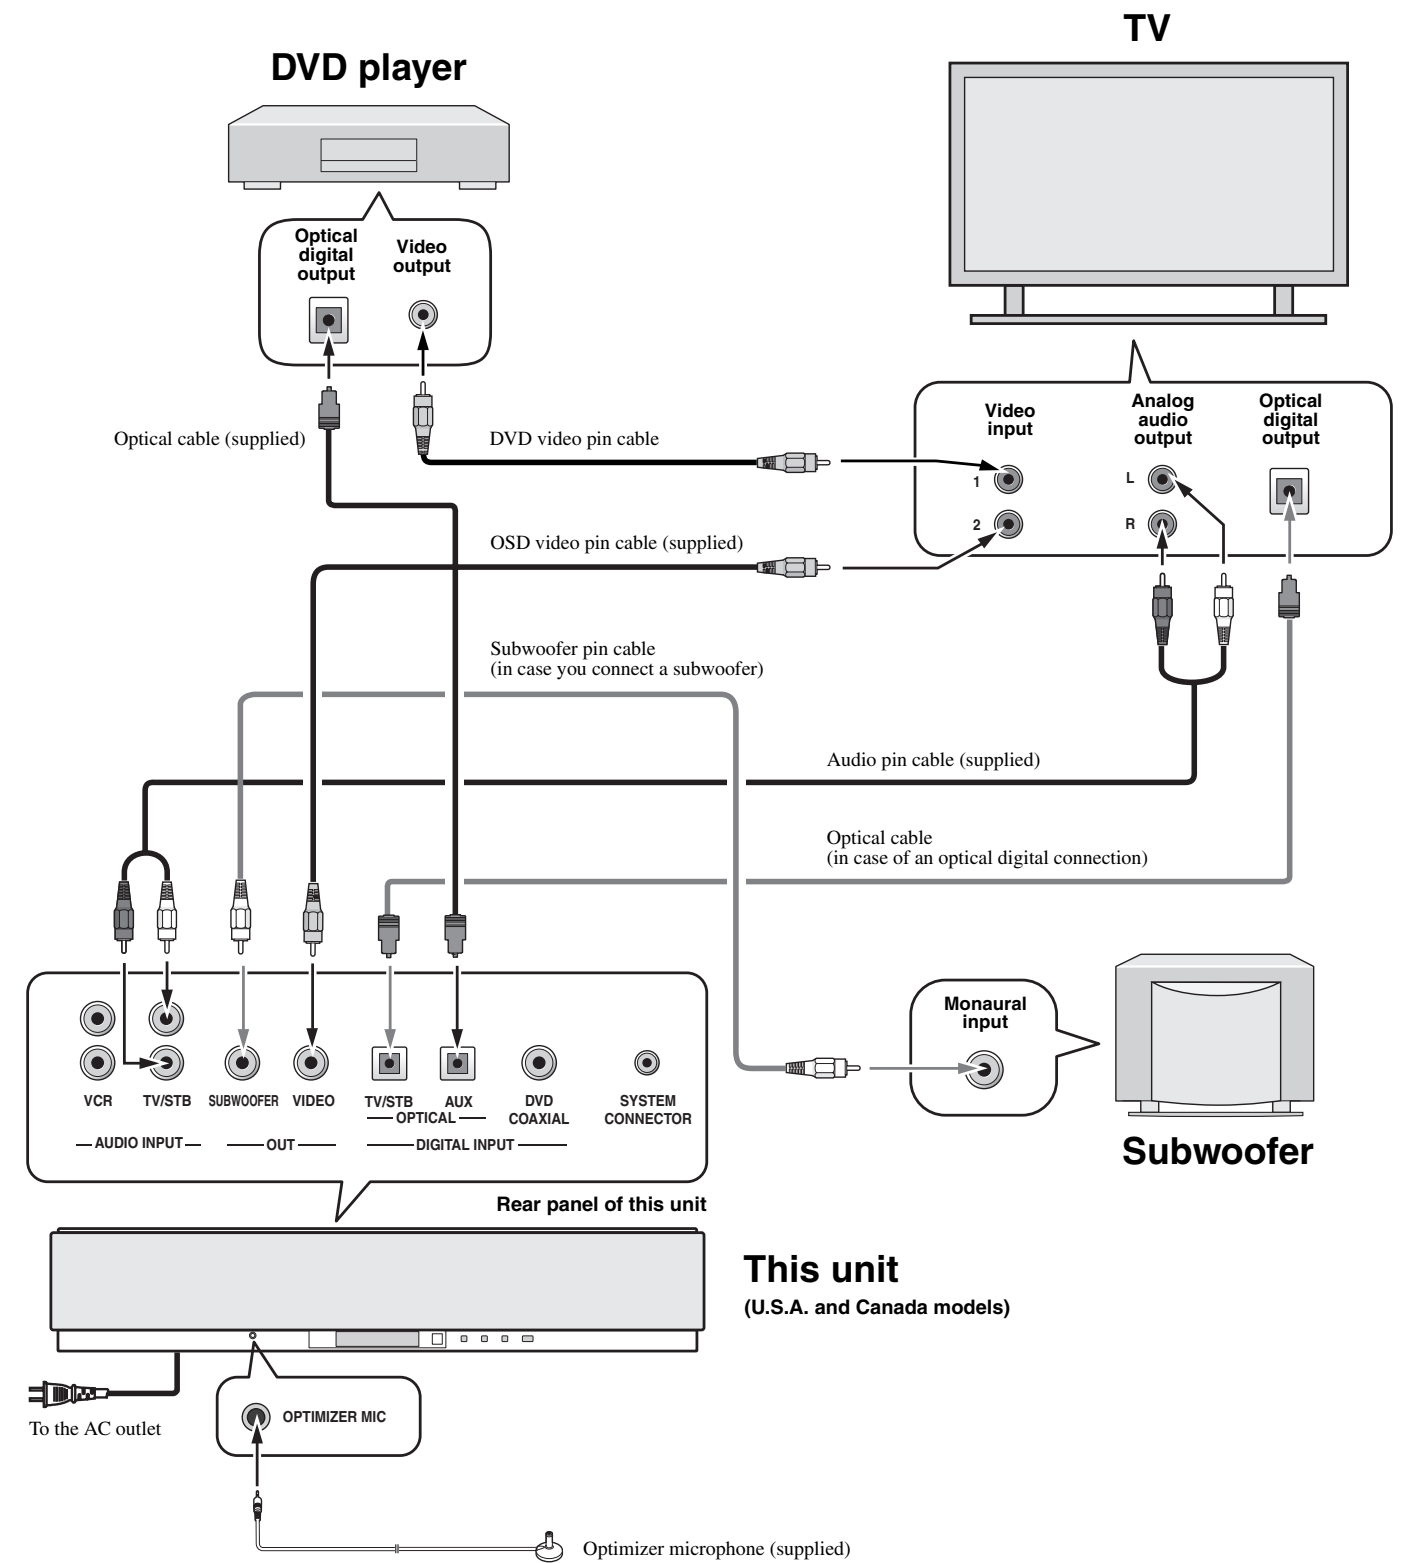 TV
DVD player
Optical
digital
output
Video
output
Optical cable (supplied)
DVD video pin cable
Video
input
Analog
audio
output
Optical
digital
output
1
2
L
R
OSD video pin cable (supplied)
Subwoofer pin cable
(in case you connect a subwoofer)
Audio pin cable (supplied)
Optical cable
(in case of an optical digital connection)
Monaural
input
Subwoofer
VCR
TV/STB
AUDIO INPUT
SUBWOOFER
VIDEO
OUT
TV/STB
AUX
OPTICAL
DVD
COAXIAL
DIGITAL INPUT
SYSTEM
CONNECTOR
Rear panel of this unit
This unit
(U.S.A. and Canada models)
To the AC outlet
OPTIMIZER MIC
Optimizer microphone (supplied)